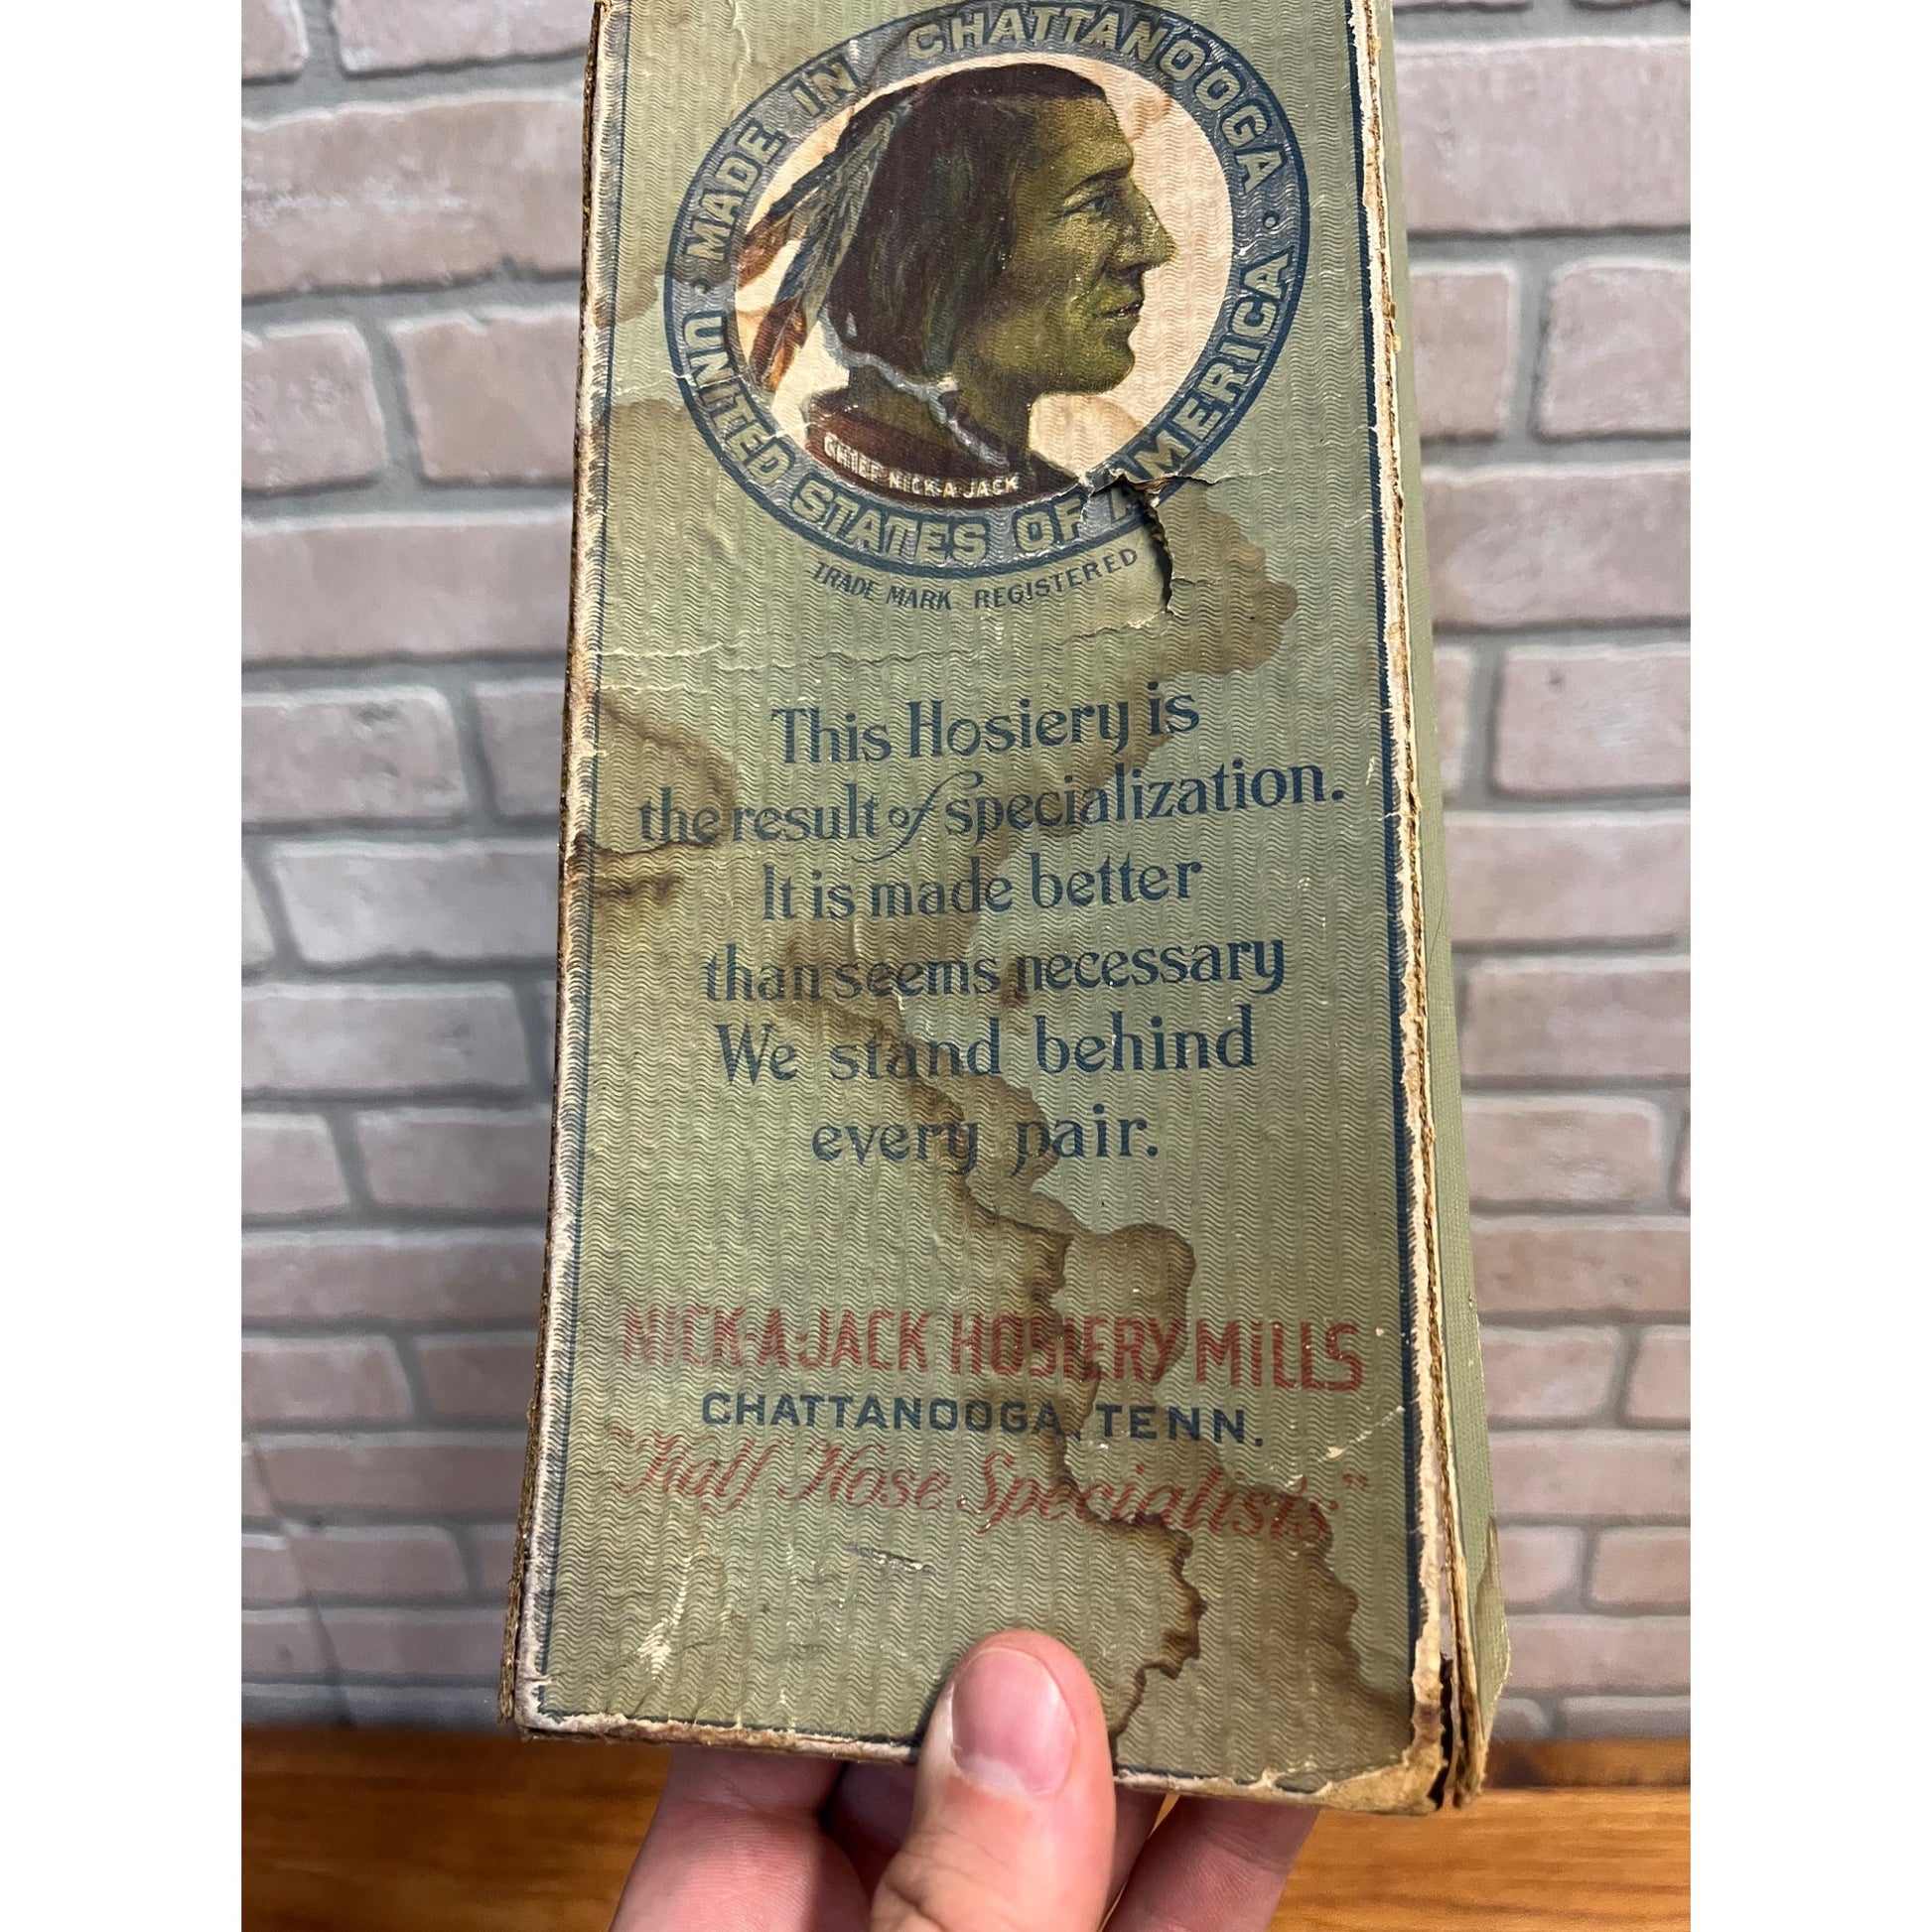 · MADE IN CHATTANOOGA ·
UNITED STATES OF AMERICA
CHIEF NICK-A-JACK
TRADE MARK REGISTERED
This Hosiery is
the result of specialization.
It is made better
than seems necessary
We stand behind
every pair.
NICK-A-JACK HOSIERY MILLS
CHATTANOOGA, TENN.
"Half Hose Specialists"